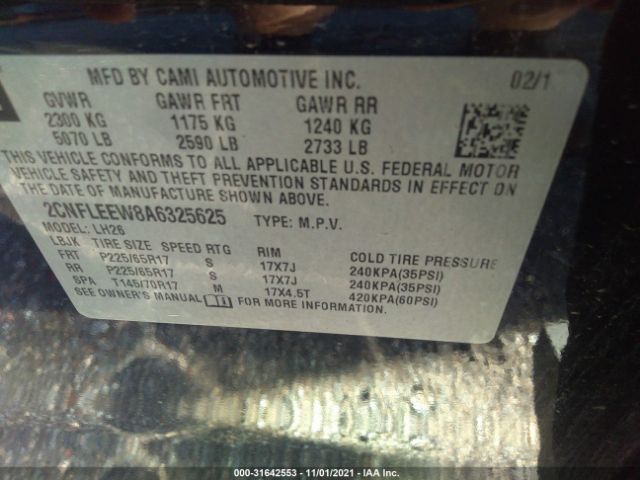 MFD BY CAMI AUTOMOTIVE INC. 02/1
GVWR GAWR FRT GAWR RR
2300 KG 1175 KG 1240 KG
5070 LB 2590 LB 2733 LB
THIS VEHICLE CONFORMS TO ALL APPLICABLE U.S. FEDERAL MOTOR
VEHICLE SAFETY AND THEFT PREVENTION STANDARDS IN EFFECT ON
THE DATE OF MANUFACTURE SHOWN ABOVE.
2CNFLEEW8A6325625 TYPE: M.P.V.
MODEL: LH26
LBJK TIRE SIZE SPEED RTG RIM COLD TIRE PRESSURE
FRT P225/65R17 S 17X7J 240KPA(35PSI)
RR P225/65R17 S 17X7J 240KPA(35PSI)
SPA T145/70R17 M 17X4.5T 420KPA(60PSI)
SEE OWNER'S MANUAL FOR MORE INFORMATION.
000-31642553 - 11/01/2021 - IAA Inc.